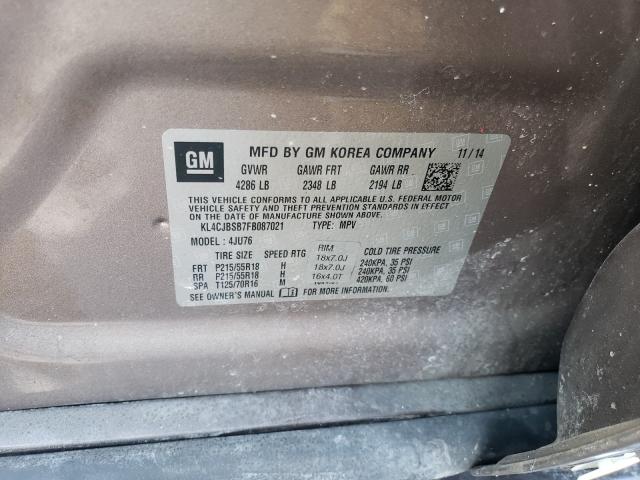 GM MFD BY GM KOREA COMPANY 11/14
GVWR GAWR FRT GAWR RR
4286 LB 2348 LB 2194 LB
THIS VEHICLE CONFORMS TO ALL APPLICABLE U.S. FEDERAL MOTOR
VEHICLE SAFETY AND THEFT PREVENTION STANDARDS IN EFFECT
ON THE DATE OF MANUFACTURE SHOWN ABOVE.
KL4CJBSB7FB087021 TYPE: MPV
MODEL: 4JU76
TIRE SIZE SPEED RTG RIM COLD TIRE PRESSURE
FRT P215/55R18 H 18x7.0J 240KPA, 35 PSI
RR P215/55R18 H 18x7.0J 240KPA, 35 PSI
SPA T125/70R16 M 16x4.0T 420KPA, 60 PSI
SEE OWNER'S MANUAL FOR MORE INFORMATION